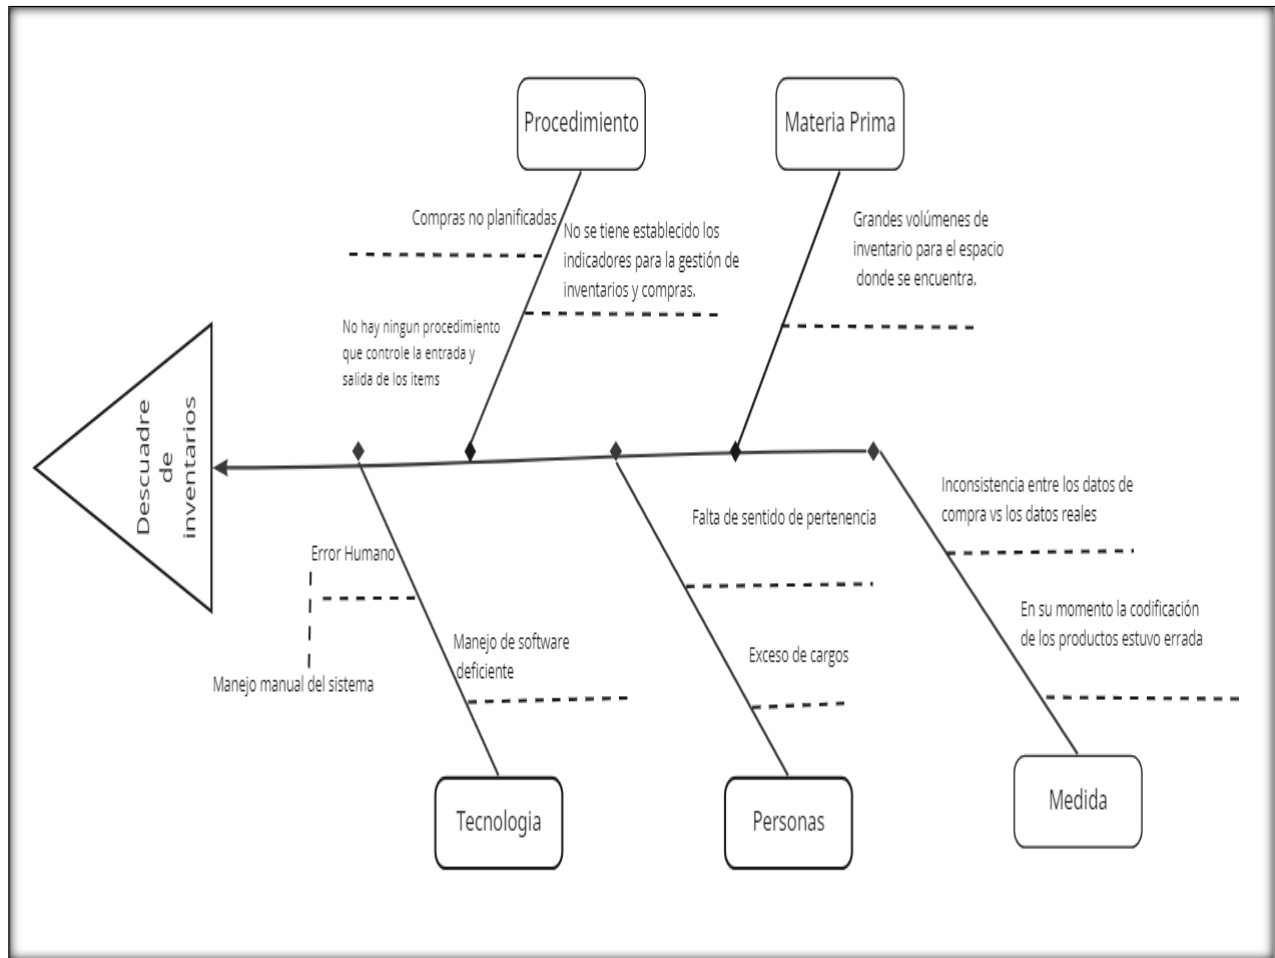 Procedimiento
Materia Prima
Compras no planificadas
No se tiene establecido los
indicadores para la gestión de
inventarios y compras.
Grandes volúmenes de
inventario para el espacio
donde se encuentra.
No hay ningun procedimiento
que controle la entrada y
salida de los items
Descuadre
de
inventarios
Inconsistencia entre los datos de
compra vs los datos reales
Falta de sentido de pertenencia
Error Humano
En su momento la codificación
de los productos estuvo errada
Manejo de software
deficiente
Exceso de cargos
Manejo manual del sistema
Tecnologia
Personas
Medida